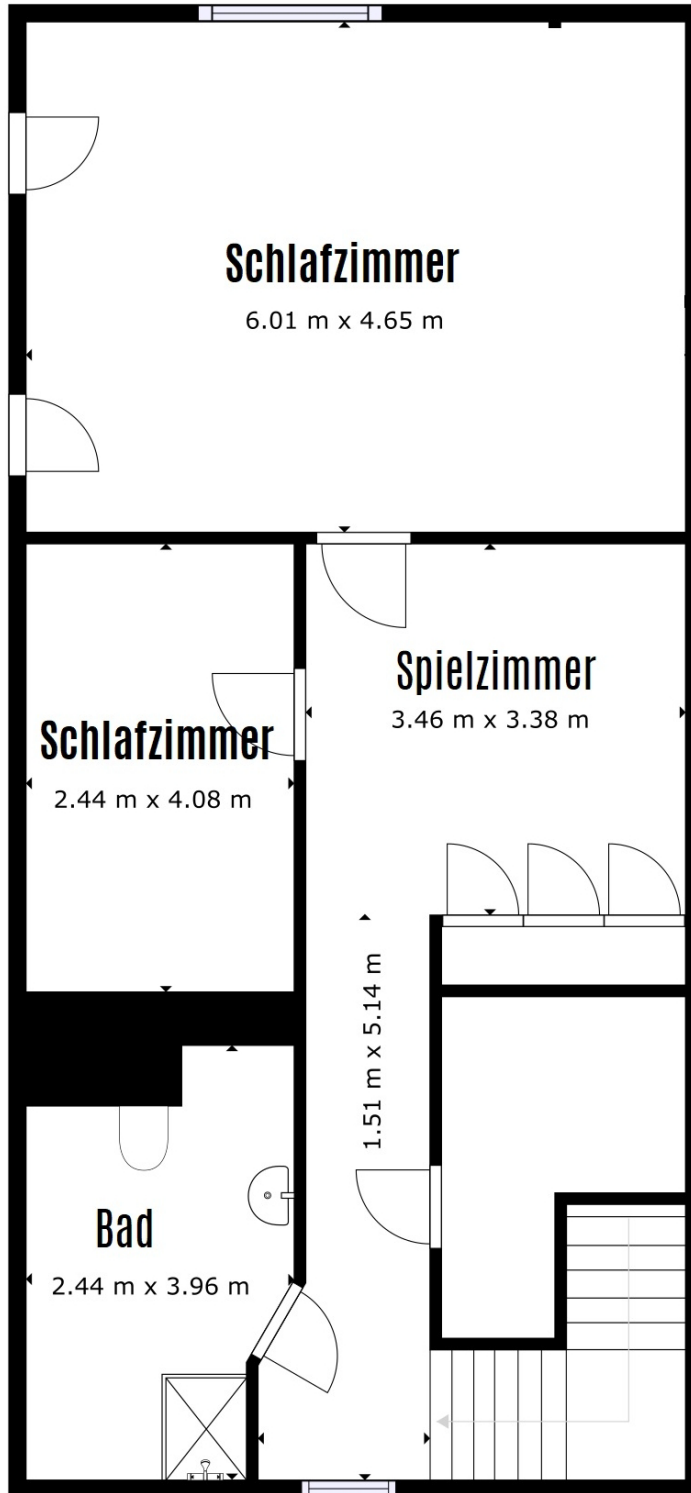 Schlafzimmer
6.01 m x 4.65 m
Spielzimmer
3.46 m x 3.38 m
Schlafzimmer
2.44 m x 4.08 m
1.51 m x 5.14 m
Bad
2.44 m x 3.96 m